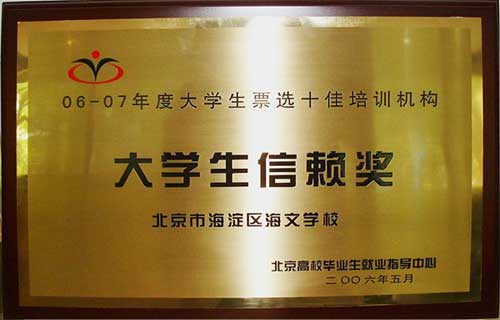 06-07年度大学生票选十佳培训机构
大学生信赖奖
北京市海淀区海文学校
北京高校毕业生就业指导中心
二〇〇六年五月